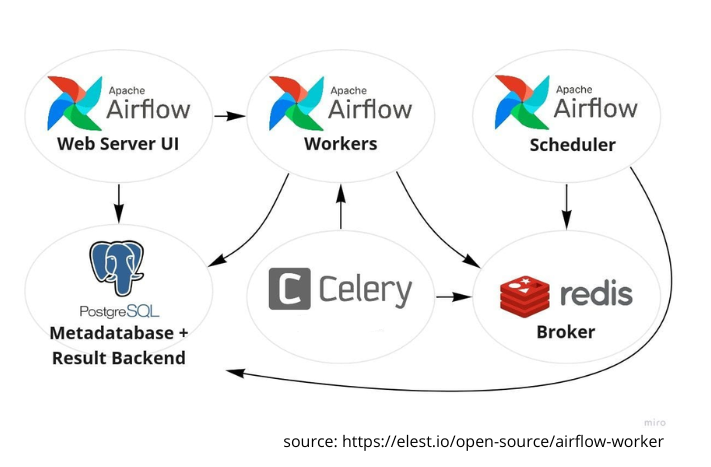 Apache
Airflow
Web Server UI
Apache
Airflow
Workers
Apache
Airflow
Scheduler
PostgreSQL
Metadatabase +
Result Backend
C Celery
redis
Broker
miro
source: https://elest.io/open-source/airflow-worker